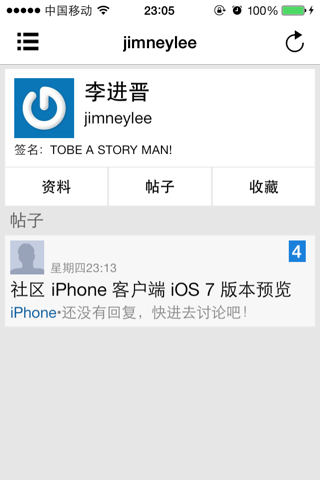 中国移动 23:05
jimneylee
李进晋
jimneylee
签名：TOBE A STORY MAN!
资料 帖子 收藏
帖子
4
星期四23:13
社区 iPhone 客户端 iOS 7 版本预览
iPhone•还没有回复，快进去讨论吧！